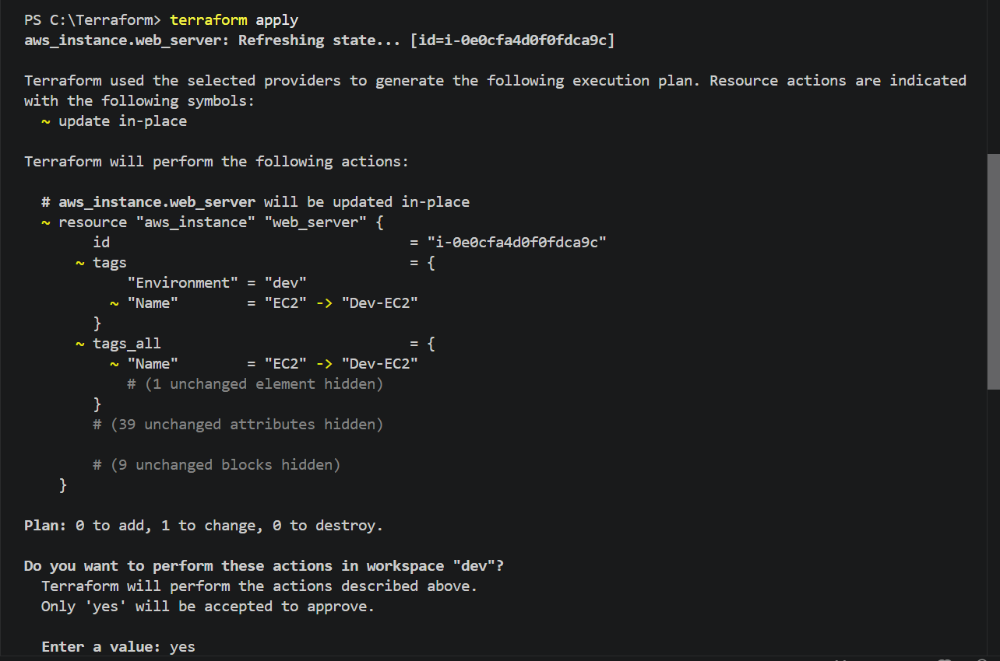 PS C:\Terraform> terraform apply
aws_instance.web_server: Refreshing state... [id=i-0e0cfa4d0f0fdca9c]
Terraform used the selected providers to generate the following execution plan. Resource actions are indicated
with the following symbols:
  ~ update in-place
Terraform will perform the following actions:
  # aws_instance.web_server will be updated in-place
  ~ resource "aws_instance" "web_server" {
        id                                   = "i-0e0cfa4d0f0fdca9c"
      ~ tags                                 = {
            "Environment" = "dev"
          ~ "Name"        = "EC2" -> "Dev-EC2"
        }
      ~ tags_all                             = {
          ~ "Name"        = "EC2" -> "Dev-EC2"
            # (1 unchanged element hidden)
        }
        # (39 unchanged attributes hidden)
        # (9 unchanged blocks hidden)
    }
Plan: 0 to add, 1 to change, 0 to destroy.
Do you want to perform these actions in workspace "dev"?
  Terraform will perform the actions described above.
  Only 'yes' will be accepted to approve.
  Enter a value: yes